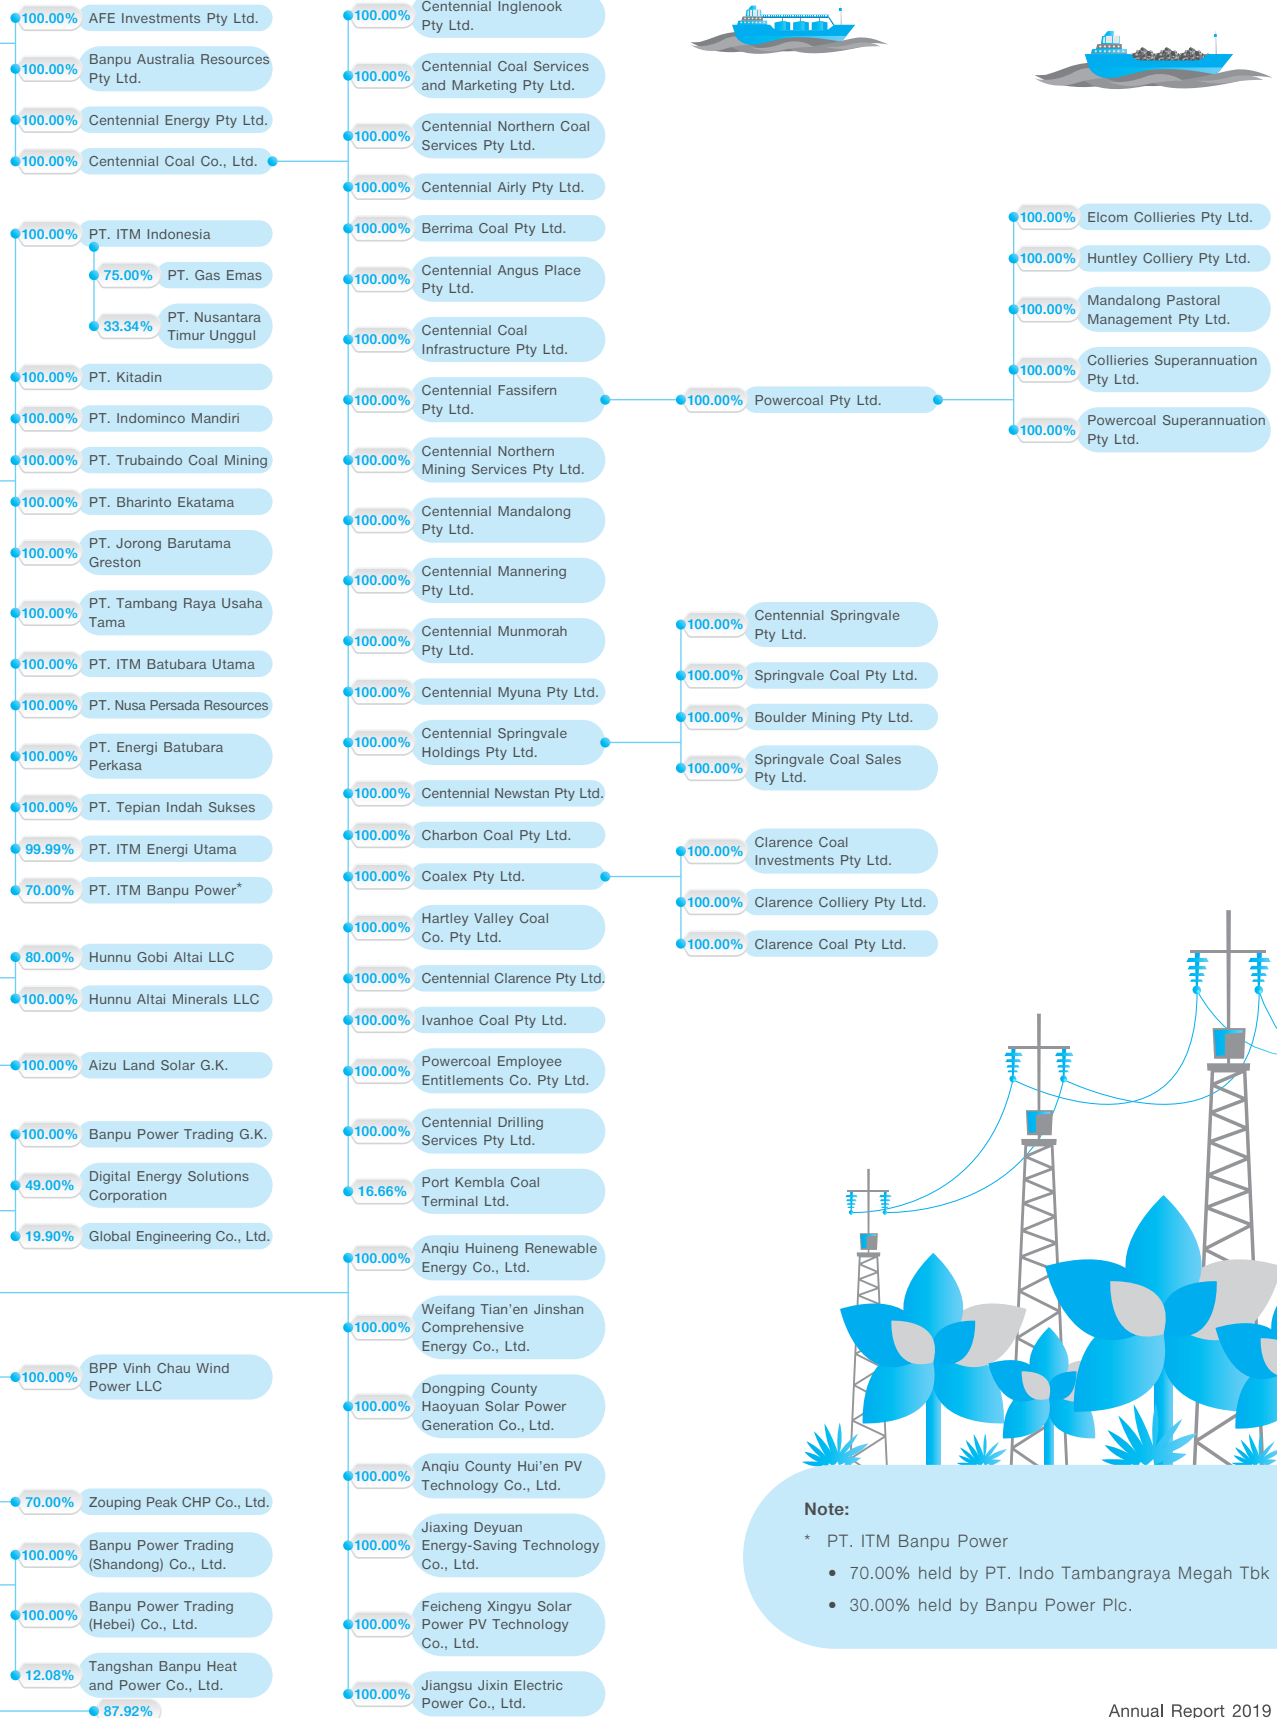 100.00% AFE Investments Pty Ltd.
100.00% Banpu Australia Resources
Pty Ltd.
100.00% Centennial Energy Pty Ltd.
100.00% Centennial Coal Co., Ltd.
100.00% PT. ITM Indonesia
75.00% PT. Gas Emas
33.34% PT. Nusantara
Timur Unggul
100.00% PT. Kitadin
100.00% PT. Indominco Mandiri
100.00% PT. Trubaindo Coal Mining
100.00% PT. Bharinto Ekatama
100.00% PT. Jorong Barutama
Greston
100.00% PT. Tambang Raya Usaha
Tama
100.00% PT. ITM Batubara Utama
100.00% PT. Nusa Persada Resources
100.00% PT. Energi Batubara
Perkasa
100.00% PT. Tepian Indah Sukses
99.99% PT. ITM Energi Utama
70.00% PT. ITM Banpu Power*
80.00% Hunnu Gobi Altai LLC
100.00% Hunnu Altai Minerals LLC
100.00% Aizu Land Solar G.K.
100.00% Banpu Power Trading G.K.
49.00% Digital Energy Solutions
Corporation
19.90% Global Engineering Co., Ltd.
100.00% BPP Vinh Chau Wind
Power LLC
70.00% Zouping Peak CHP Co., Ltd.
100.00% Banpu Power Trading
(Shandong) Co., Ltd.
100.00% Banpu Power Trading
(Hebei) Co., Ltd.
12.08% Tangshan Banpu Heat
and Power Co., Ltd.
87.92%
100.00% Centennial Inglenook
Pty Ltd.
100.00% Centennial Coal Services
and Marketing Pty Ltd.
100.00% Centennial Northern Coal
Services Pty Ltd.
100.00% Centennial Airly Pty Ltd.
100.00% Berrima Coal Pty Ltd.
100.00% Centennial Angus Place
Pty Ltd.
100.00% Centennial Coal
Infrastructure Pty Ltd.
100.00% Centennial Fassifern
Pty Ltd.
100.00% Centennial Northern
Mining Services Pty Ltd.
100.00% Centennial Mandalong
Pty Ltd.
100.00% Centennial Mannering
Pty Ltd.
100.00% Centennial Munmorah
Pty Ltd.
100.00% Centennial Myuna Pty Ltd.
100.00% Centennial Springvale
Holdings Pty Ltd.
100.00% Centennial Newstan Pty Ltd.
100.00% Charbon Coal Pty Ltd.
100.00% Coalex Pty Ltd.
100.00% Hartley Valley Coal
Co. Pty Ltd.
100.00% Centennial Clarence Pty Ltd.
100.00% Ivanhoe Coal Pty Ltd.
100.00% Powercoal Employee
Entitlements Co. Pty Ltd.
100.00% Centennial Drilling
Services Pty Ltd.
16.66% Port Kembla Coal
Terminal Ltd.
100.00% Anqiu Huineng Renewable
Energy Co., Ltd.
100.00% Weifang Tian'en Jinshan
Comprehensive
Energy Co., Ltd.
100.00% Dongping County
Haoyuan Solar Power
Generation Co., Ltd.
100.00% Anqiu County Hui'en PV
Technology Co., Ltd.
100.00% Jiaxing Deyuan
Energy-Saving Technology
Co., Ltd.
100.00% Feicheng Xingyu Solar
Power PV Technology
Co., Ltd.
100.00% Jiangsu Jixin Electric
Power Co., Ltd.
100.00% Powercoal Pty Ltd.
100.00% Centennial Springvale
Pty Ltd.
100.00% Springvale Coal Pty Ltd.
100.00% Boulder Mining Pty Ltd.
100.00% Springvale Coal Sales
Pty Ltd.
100.00% Clarence Coal
Investments Pty Ltd.
100.00% Clarence Colliery Pty Ltd.
100.00% Clarence Coal Pty Ltd.
100.00% Elcom Collieries Pty Ltd.
100.00% Huntley Colliery Pty Ltd.
100.00% Mandalong Pastoral
Management Pty Ltd.
100.00% Collieries Superannuation
Pty Ltd.
100.00% Powercoal Superannuation
Pty Ltd.
Note:
* PT. ITM Banpu Power
• 70.00% held by PT. Indo Tambangraya Megah Tbk
• 30.00% held by Banpu Power Plc.
Annual Report 2019